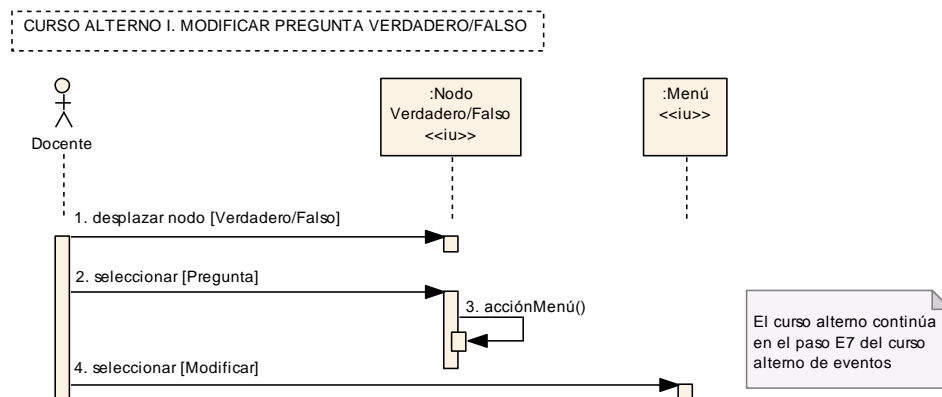 CURSO ALTERNO I. MODIFICAR PREGUNTA VERDADERO/FALSO
Docente
:Nodo
Verdadero/Falso
<<iu>>
:Menú
<<iu>>
1. desplazar nodo [Verdadero/Falso]
2. seleccionar [Pregunta]
3. acciónMenú()
4. seleccionar [Modificar]
El curso alterno continúa
en el paso E7 del curso
alterno de eventos